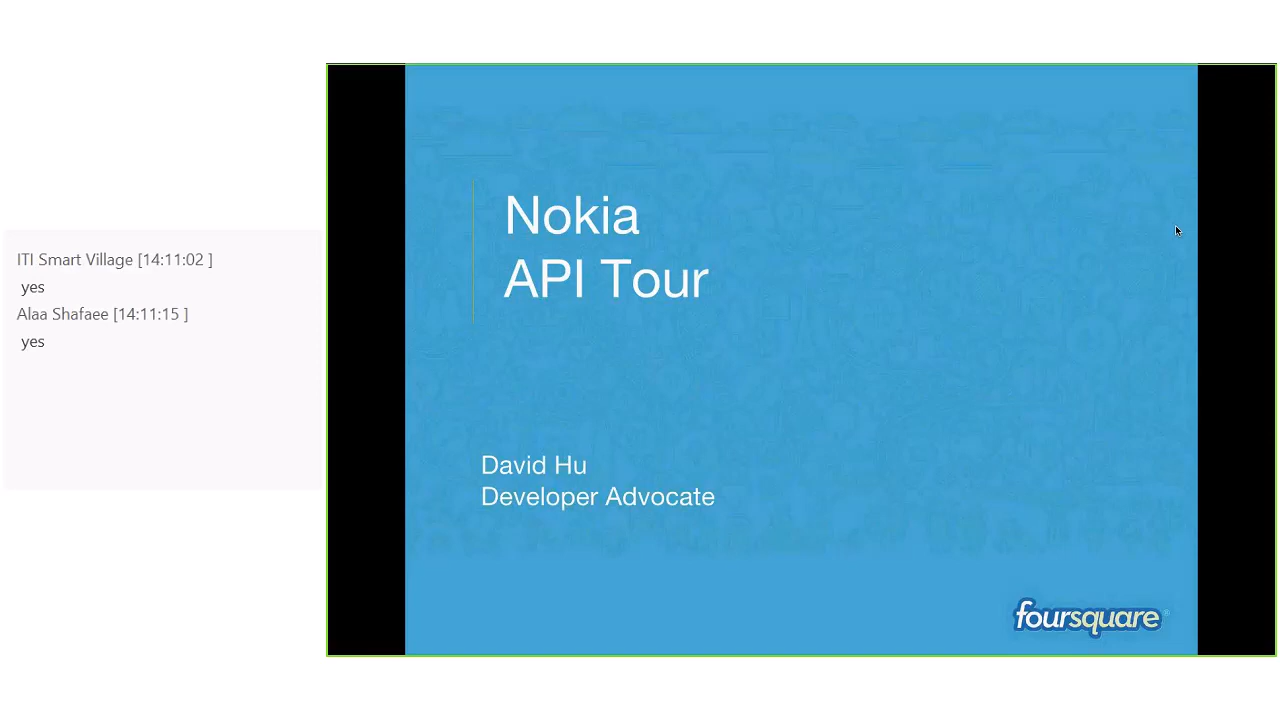 ITI Smart Village [14:11:02 ]
yes
Alaa Shafaee [14:11:15 ]
yes
Nokia
API Tour
David Hu
Developer Advocate
foursquare®